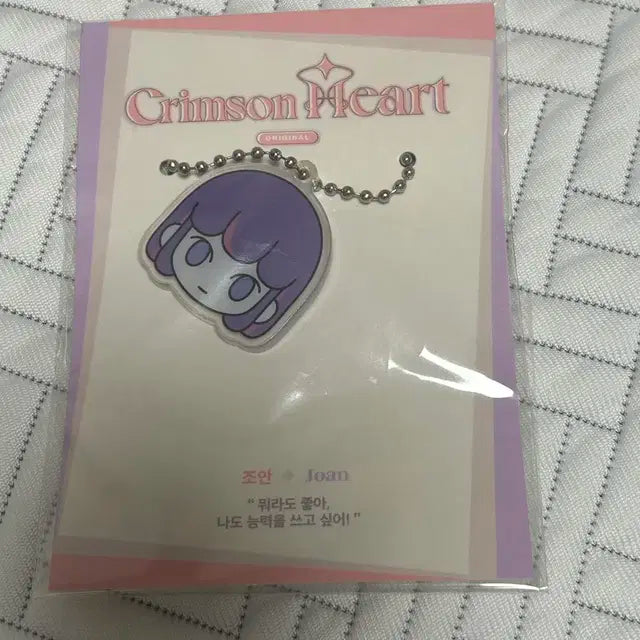 Crimson Heart
ORIGINAL
조안 Joan
“ 뭐라도 좋아,
나도 능력을 쓰고 싶어! ”